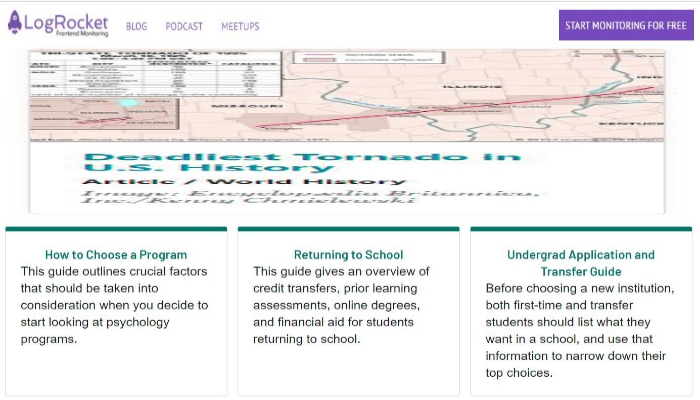 LogRocket
Frontend Monitoring
BLOG PODCAST MEETUPS
START MONITORING FOR FREE
TRI-STATE TORNADO OF 1925
ILLINOIS
MISSOURI
Deadliest Tornado in
U.S. History
Article / World History
Image: Encyclopædia Britannica,
Inc./Kenny Chmielewski
How to Choose a Program
This guide outlines crucial factors
that should be taken into
consideration when you decide to
start looking at psychology
programs.
Returning to School
This guide gives an overview of
credit transfers, prior learning
assessments, online degrees,
and financial aid for students
returning to school.
Undergrad Application and
Transfer Guide
Before choosing a new institution,
both first-time and transfer
students should list what they
want in a school, and use that
information to narrow down their
top choices.